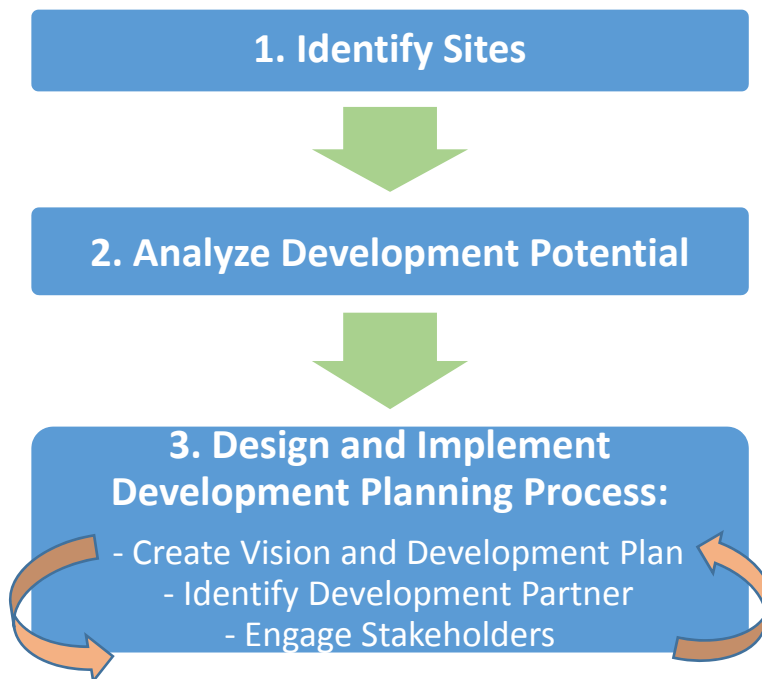 1. Identify Sites
2. Analyze Development Potential
3. Design and Implement
Development Planning Process:
- Create Vision and Development Plan
- Identify Development Partner
- Engage Stakeholders